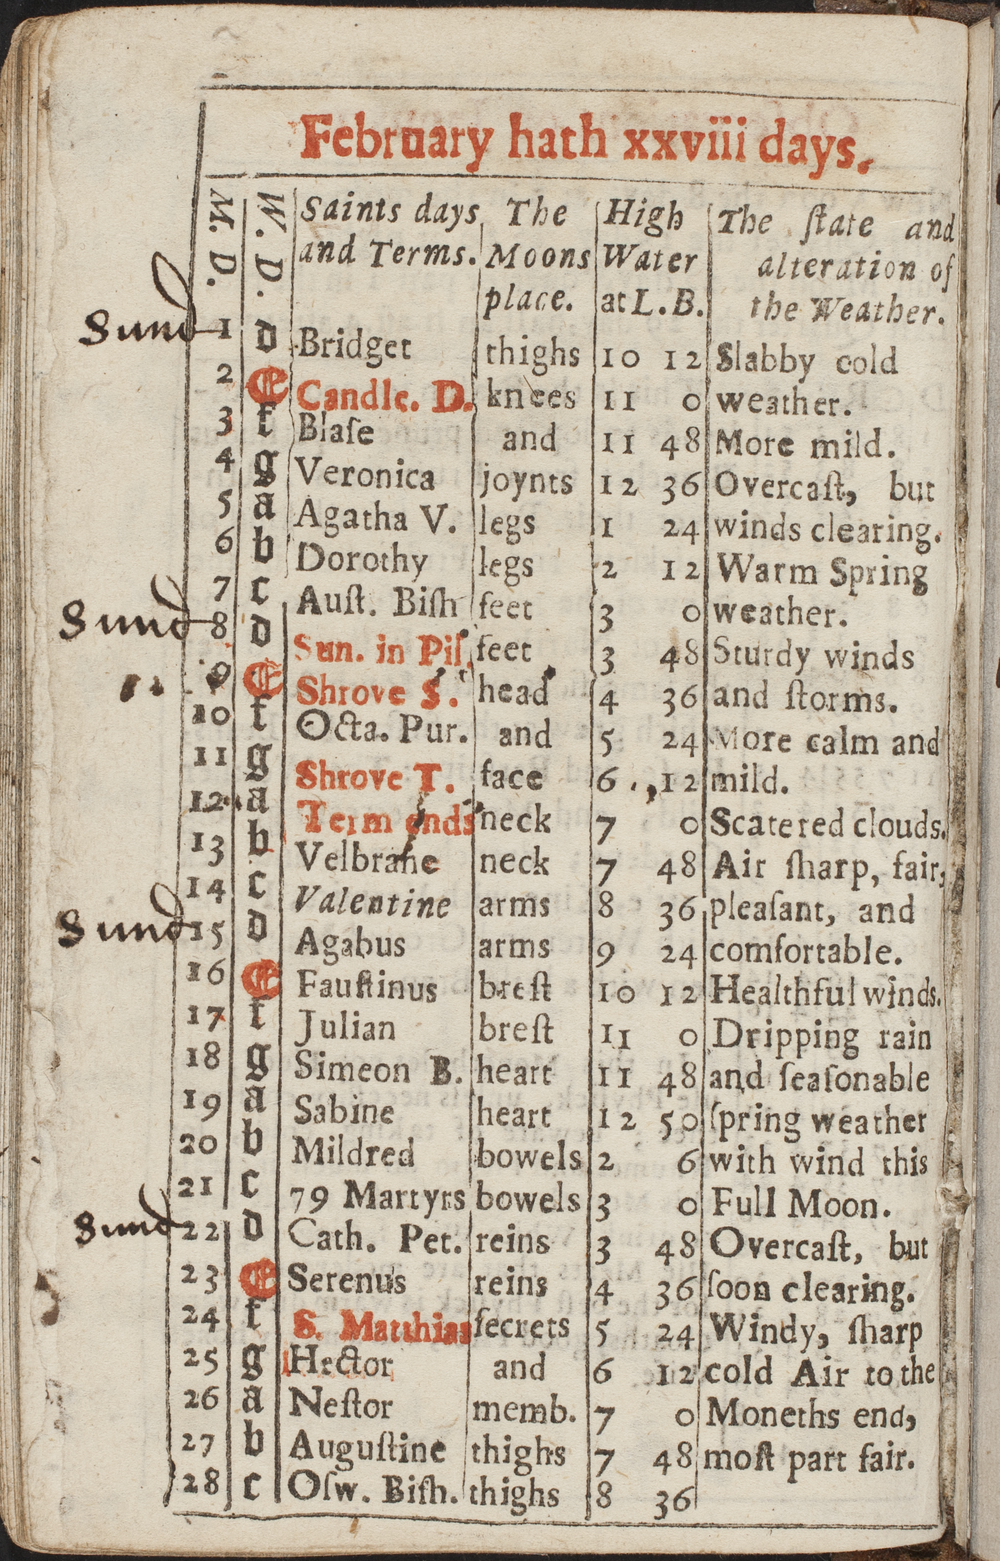 February hath xxviii days.
M. D. W. D. Saints days and Terms. The Moons place. High Water at L.B. The ſtate and alteration of the Weather.
Sund 1 d Bridget thighs 10 12 Slabby cold
2 E Candle. D. knees 11 0 weather.
3 f Blaſe and 11 48 More mild.
4 g Veronica joynts 12 36 Overcaſt, but
5 a Agatha V. legs 1 24 winds clearing.
6 b Dorothy legs 2 12 Warm Spring
7 c Auſt. Biſh feet 3 0 weather.
Sund 8 d Sun. in Piſ. feet 3 48 Sturdy winds
9 E Shrove S. head 4 36 and ſtorms.
10 f Octa. Pur. and 5 24 More calm and
11 g Shrove T. face 6 12 mild.
12 a Term ends neck 7 0 Scatered clouds.
13 b Velbrane neck 7 48 Air ſharp, fair,
14 c Valentine arms 8 36 pleaſant, and
Sund 15 d Agabus arms 9 24 comfortable.
16 E Fauſtinus breſt 10 12 Healthful winds.
17 f Julian breſt 11 0 Dripping rain
18 g Simeon B. heart 11 48 and ſeaſonable
19 a Sabine heart 12 50 ſpring weather
20 b Mildred bowels 2 6 with wind this
21 c 79 Martyrs bowels 3 0 Full Moon.
Sund 22 d Cath. Pet. reins 3 48 Overcaſt, but
23 E Serenus reins 4 36 ſoon clearing.
24 f S. Matthias ſecrets 5 24 Windy, ſharp
25 g Hector and 6 12 cold Air to the
26 a Neſtor memb. 7 0 Moneths end,
27 b Auguſtine thighs 7 48 moſt part fair.
28 c Oſw. Biſh. thighs 8 36